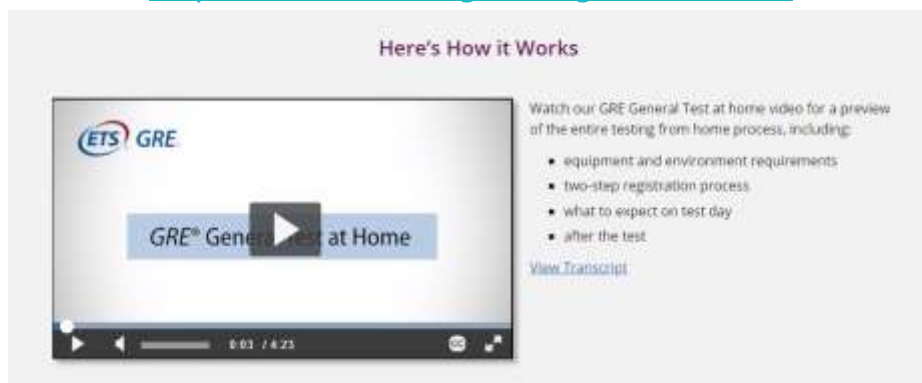 Here's How it Works
ETS GRE
GRE® General Test at Home
0:03 / 4:23
CC
Watch our GRE General Test at home video for a preview
of the entire testing from home process, including:
▪ equipment and environment requirements
▪ two-step registration process
▪ what to expect on test day
▪ after the test
View Transcript